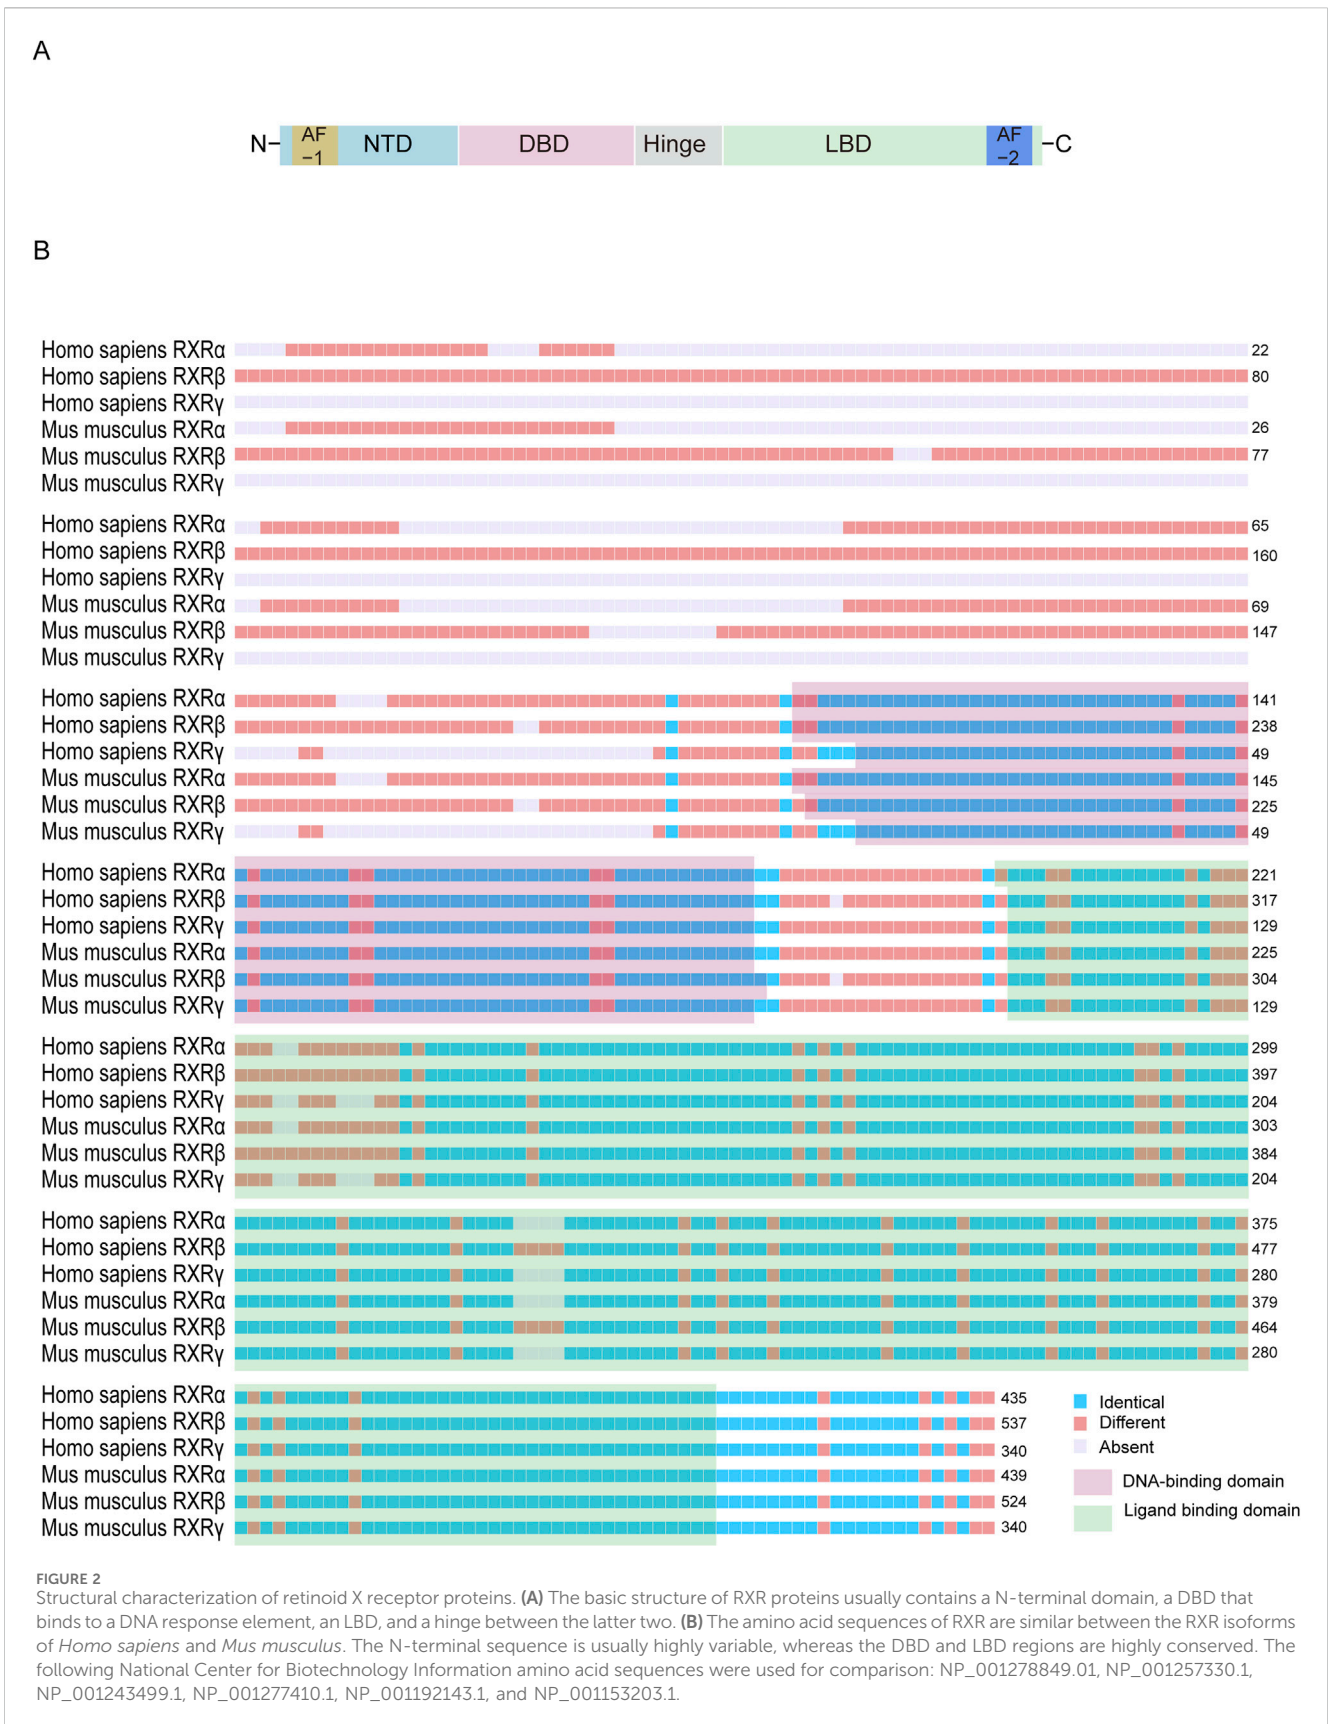 A
N
AF
-1
NTD
DBD
Hinge
LBD
AF
-2
C
B
Homo sapiens RXRα 22
Homo sapiens RXRβ 80
Homo sapiens RXRγ
Mus musculus RXRα 26
Mus musculus RXRβ 77
Mus musculus RXRγ
Homo sapiens RXRα 65
Homo sapiens RXRβ 160
Homo sapiens RXRγ
Mus musculus RXRα 69
Mus musculus RXRβ 147
Mus musculus RXRγ
Homo sapiens RXRα 141
Homo sapiens RXRβ 238
Homo sapiens RXRγ 49
Mus musculus RXRα 145
Mus musculus RXRβ 225
Mus musculus RXRγ 49
Homo sapiens RXRα 221
Homo sapiens RXRβ 317
Homo sapiens RXRγ 129
Mus musculus RXRα 225
Mus musculus RXRβ 304
Mus musculus RXRγ 129
Homo sapiens RXRα 299
Homo sapiens RXRβ 397
Homo sapiens RXRγ 204
Mus musculus RXRα 303
Mus musculus RXRβ 384
Mus musculus RXRγ 204
Homo sapiens RXRα 375
Homo sapiens RXRβ 477
Homo sapiens RXRγ 280
Mus musculus RXRα 379
Mus musculus RXRβ 464
Mus musculus RXRγ 280
Homo sapiens RXRα 435
Homo sapiens RXRβ 537
Homo sapiens RXRγ 340
Mus musculus RXRα 439
Mus musculus RXRβ 524
Mus musculus RXRγ 340
Identical
Different
Absent
DNA-binding domain
Ligand binding domain
FIGURE 2
Structural characterization of retinoid X receptor proteins. (A) The basic structure of RXR proteins usually contains a N-terminal domain, a DBD that
binds to a DNA response element, an LBD, and a hinge between the latter two. (B) The amino acid sequences of RXR are similar between the RXR isoforms
of Homo sapiens and Mus musculus. The N-terminal sequence is usually highly variable, whereas the DBD and LBD regions are highly conserved. The
following National Center for Biotechnology Information amino acid sequences were used for comparison: NP_001278849.01, NP_001257330.1,
NP_001243499.1, NP_001277410.1, NP_001192143.1, and NP_001153203.1.